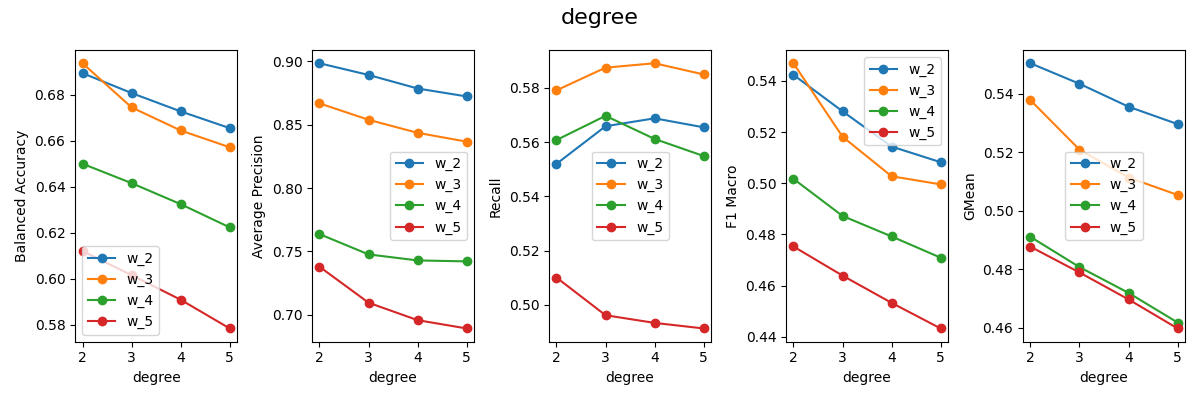 degree
Balanced Accuracy
0.68
0.66
0.64
0.62
0.60
0.58
w_2
w_3
w_4
w_5
2 3 4 5
degree
Average Precision
0.90
0.85
0.80
0.75
0.70
w_2
w_3
w_4
w_5
2 3 4 5
degree
Recall
0.58
0.56
0.54
0.52
0.50
w_2
w_3
w_4
w_5
2 3 4 5
degree
F1 Macro
0.54
0.52
0.50
0.48
0.46
0.44
w_2
w_3
w_4
w_5
2 3 4 5
degree
GMean
0.54
0.52
0.50
0.48
0.46
w_2
w_3
w_4
w_5
2 3 4 5
degree